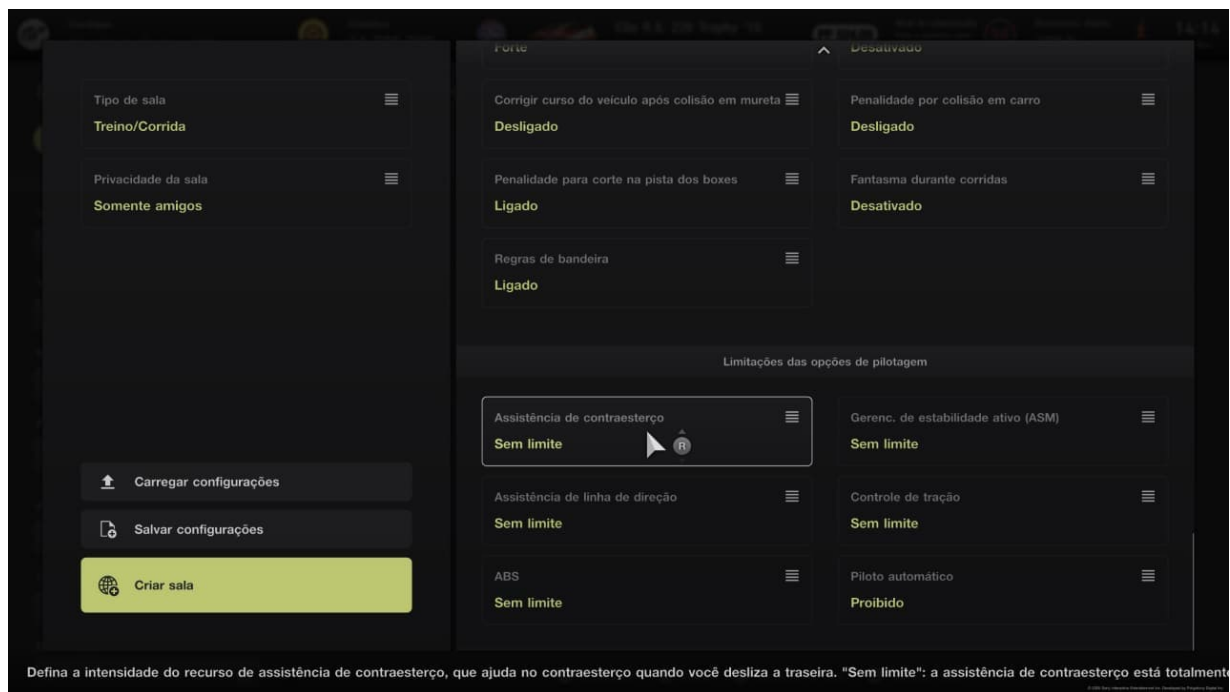 14:14
Forte
Desativado
Tipo de sala
Treino/Corrida
Corrigir curso do veículo após colisão em mureta
Desligado
Penalidade por colisão em carro
Desligado
Privacidade da sala
Somente amigos
Penalidade para corte na pista dos boxes
Ligado
Fantasma durante corridas
Desativado
Regras de bandeira
Ligado
Limitações das opções de pilotagem
Assistência de contraesterço
Sem limite
R
Gerenc. de estabilidade ativo (ASM)
Sem limite
Carregar configurações
Assistência de linha de direção
Sem limite
Controle de tração
Sem limite
Salvar configurações
Criar sala
ABS
Sem limite
Piloto automático
Proibido
Defina a intensidade do recurso de assistência de contraesterço, que ajuda no contraesterço quando você desliza a traseira. "Sem limite": a assistência de contraesterço está totalmente